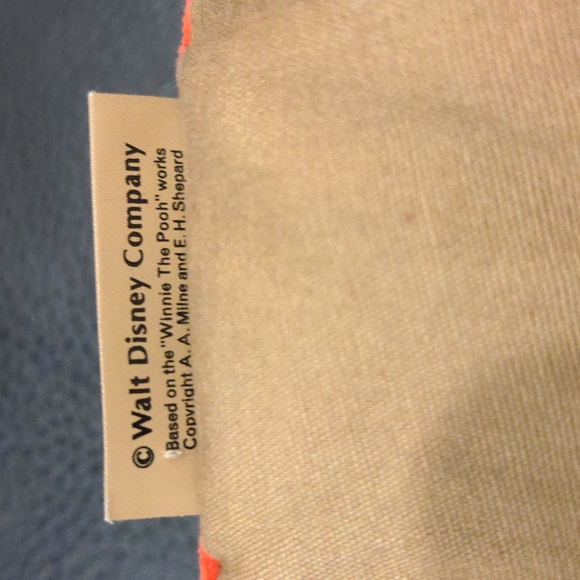 © Walt Disney Company
Based on the "Winnie The Pooh" works
Copyright A. A. Milne and E. H. Shepard